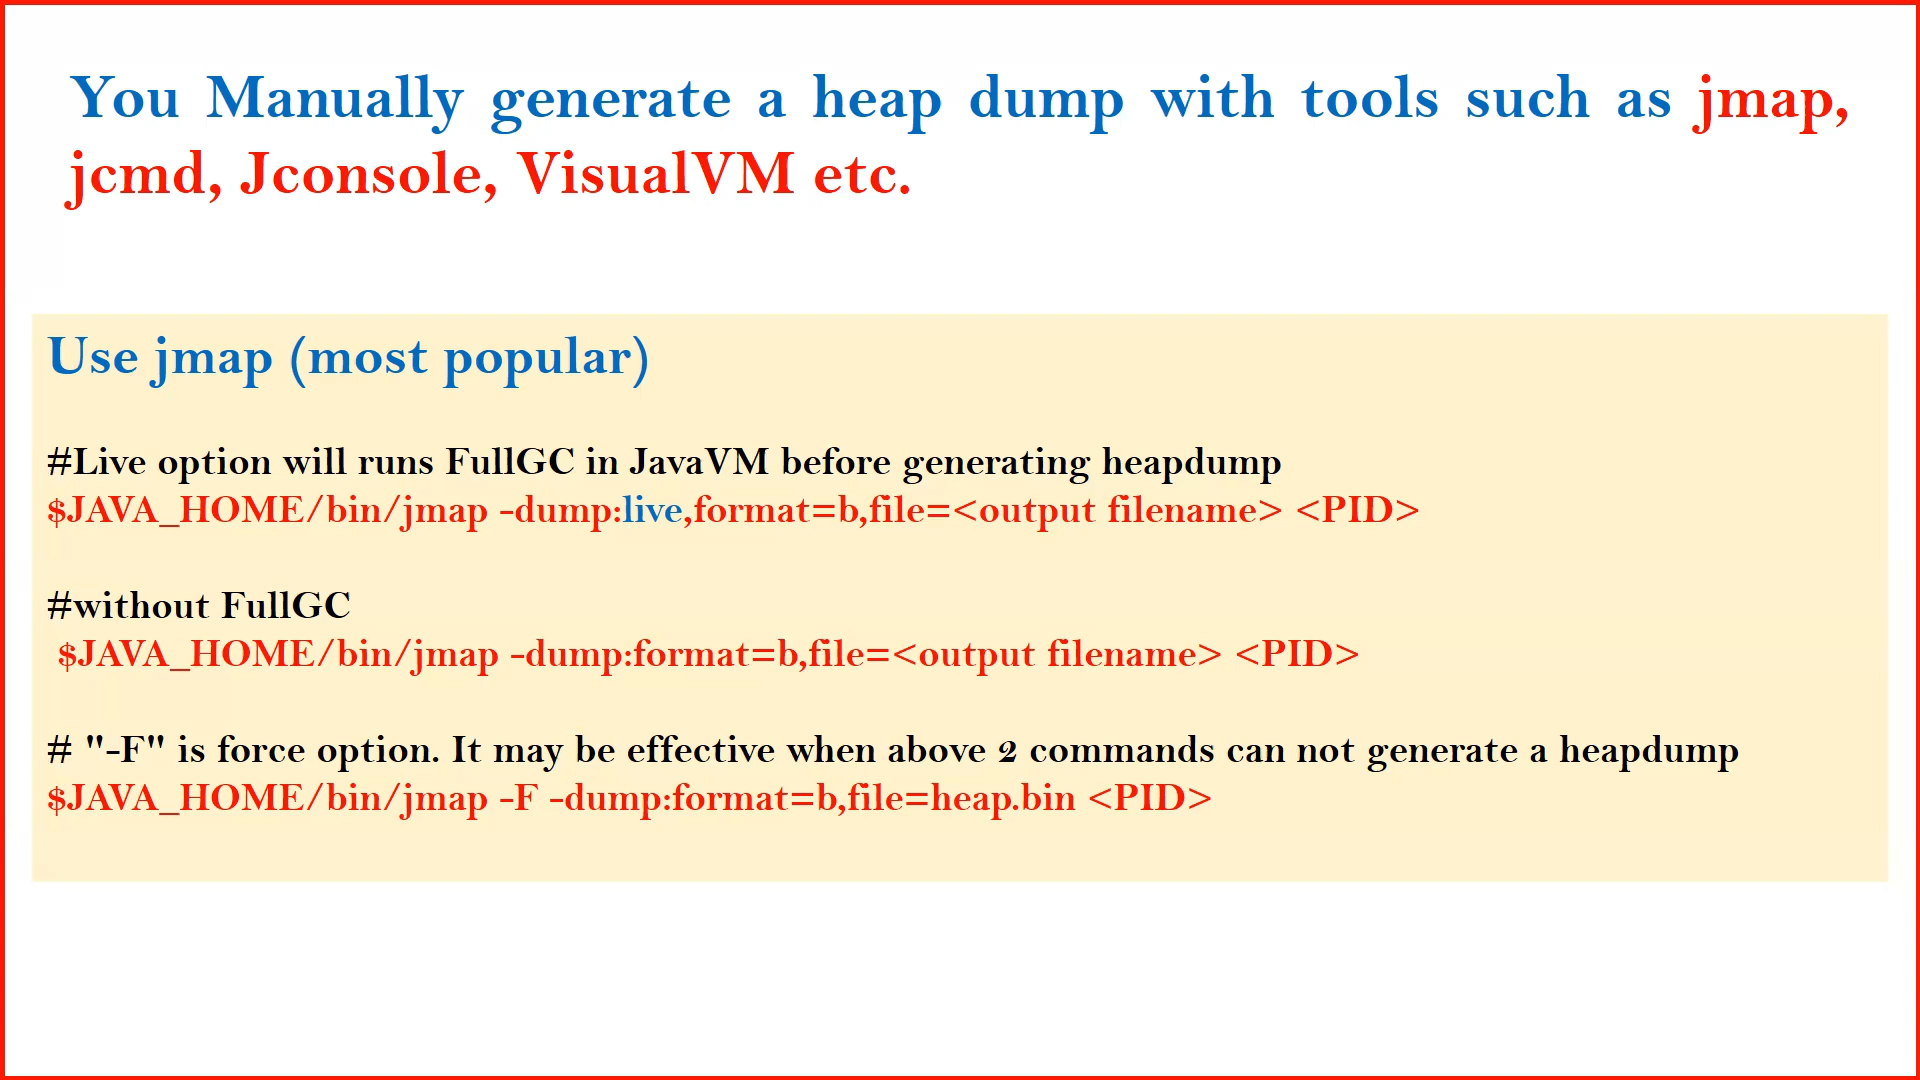 You Manually generate a heap dump with tools such as jmap,
jcmd, Jconsole, VisualVM etc.
Use jmap (most popular)
#Live option will runs FullGC in JavaVM before generating heapdump
$JAVA_HOME/bin/jmap -dump:live,format=b,file=<output filename> <PID>
#without FullGC
$JAVA_HOME/bin/jmap -dump:format=b,file=<output filename> <PID>
# "-F" is force option. It may be effective when above 2 commands can not generate a heapdump
$JAVA_HOME/bin/jmap -F -dump:format=b,file=heap.bin <PID>